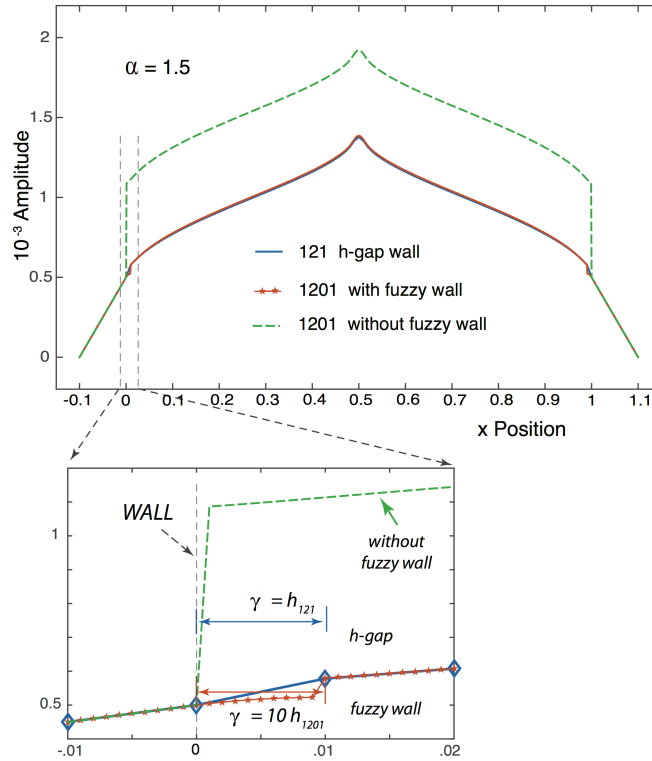 2
1.5
1
0.5
0
10⁻³ Amplitude
α = 1.5
121 h-gap wall
1201 with fuzzy wall
1201 without fuzzy wall
-0.1 0 0.1 0.2 0.3 0.4 0.5 0.6 0.7 0.8 0.9 1 1.1
x Position
1
0.5
WALL
without
fuzzy wall
γ = h₁₂₁
h-gap
γ = 10 h₁₂₀₁
fuzzy wall
-.01 0 .01 .02